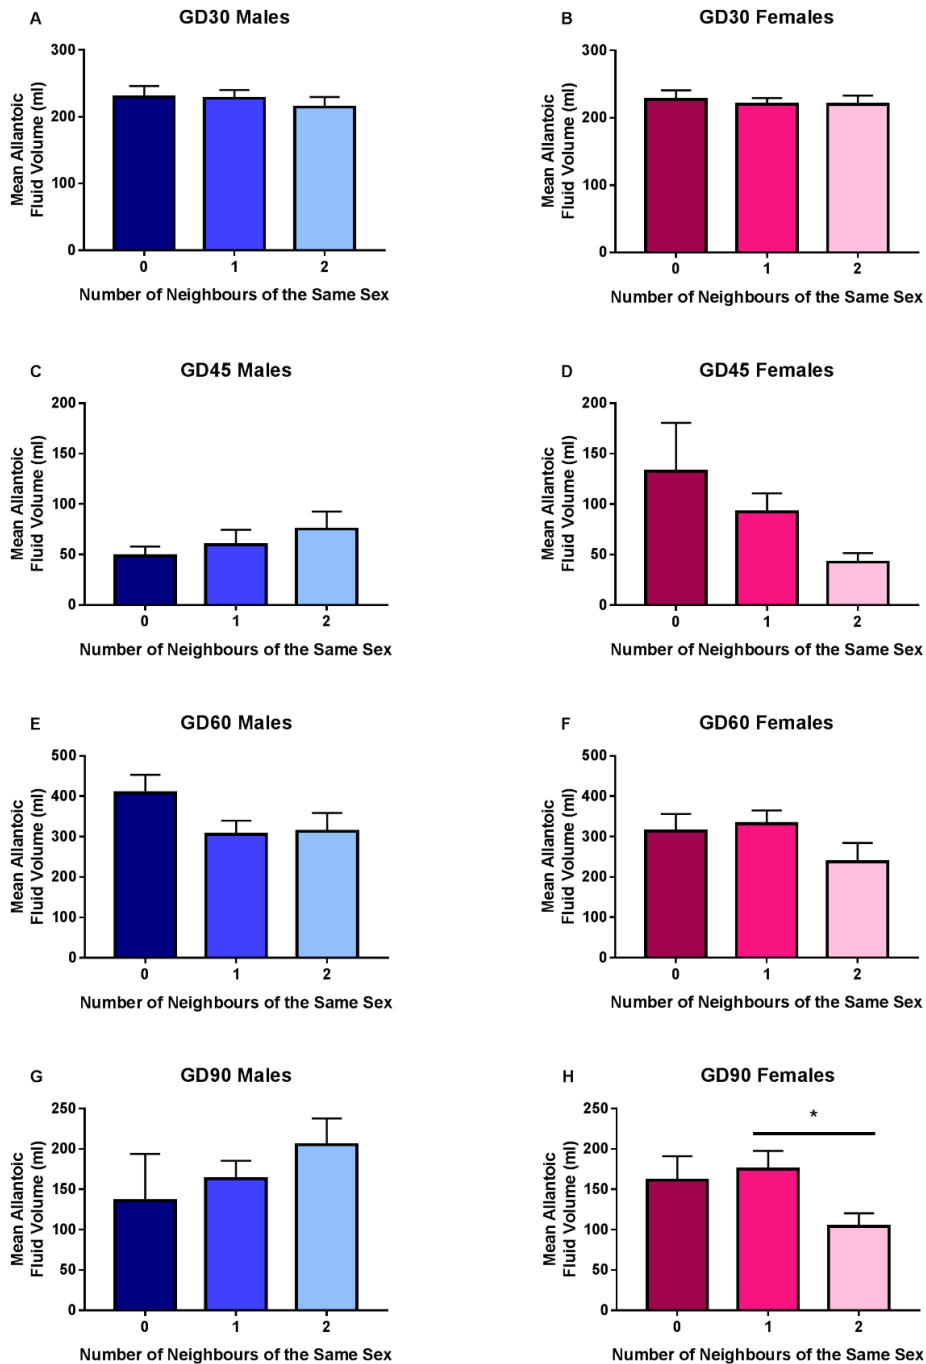 A
GD30 Males
Mean Allantoic
Fluid Volume (ml)
300
200
100
0
0 1 2
Number of Neighbours of the Same Sex
B
GD30 Females
Mean Allantoic
Fluid Volume (ml)
300
200
100
0
0 1 2
Number of Neighbours of the Same Sex
C
GD45 Males
Mean Allantoic
Fluid Volume (ml)
200
150
100
50
0
0 1 2
Number of Neighbours of the Same Sex
D
GD45 Females
Mean Allantoic
Fluid Volume (ml)
200
150
100
50
0
0 1 2
Number of Neighbours of the Same Sex
E
GD60 Males
Mean Allantoic
Fluid Volume (ml)
500
400
300
200
100
0
0 1 2
Number of Neighbours of the Same Sex
F
GD60 Females
Mean Allantoic
Fluid Volume (ml)
500
400
300
200
100
0
0 1 2
Number of Neighbours of the Same Sex
G
GD90 Males
Mean Allantoic
Fluid Volume (ml)
250
200
150
100
50
0
0 1 2
Number of Neighbours of the Same Sex
H
GD90 Females
Mean Allantoic
Fluid Volume (ml)
250
200
150
100
50
0
*
0 1 2
Number of Neighbours of the Same Sex